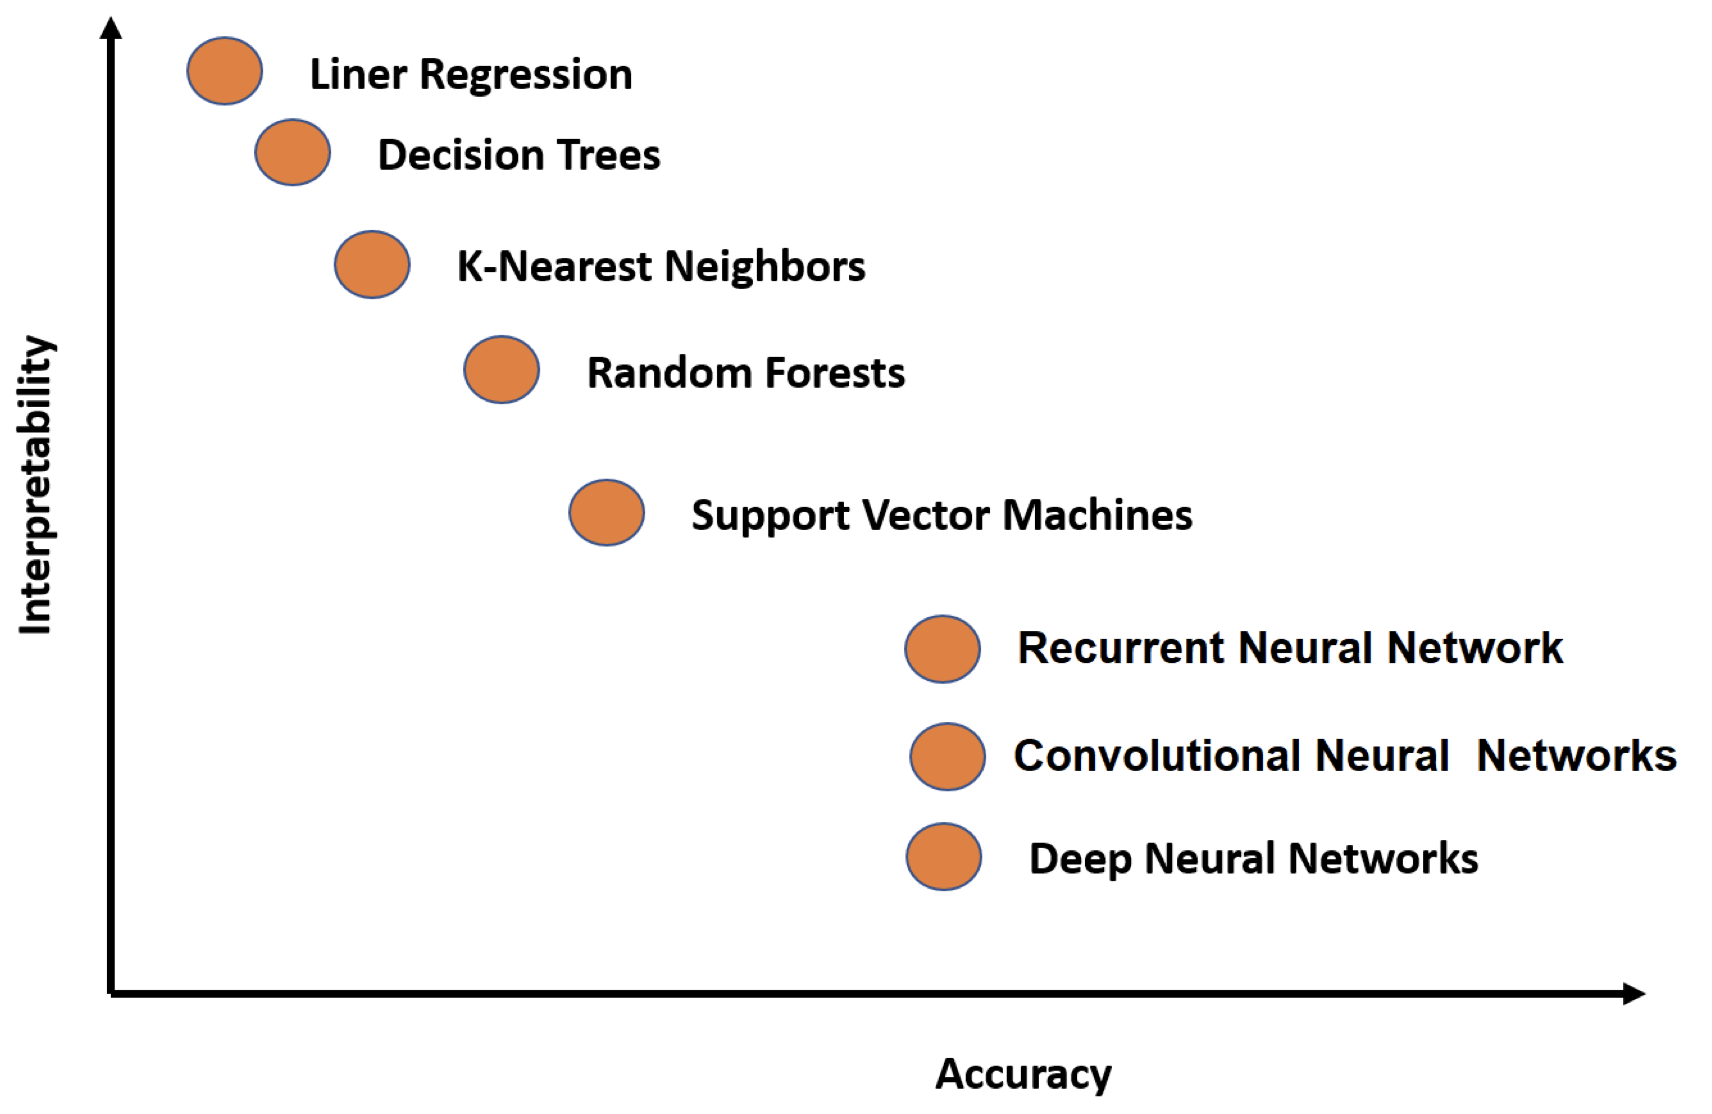 Liner Regression
Decision Trees
K-Nearest Neighbors
Random Forests
Support Vector Machines
Recurrent Neural Network
Convolutional Neural  Networks
Deep Neural Networks
Interpretability
Accuracy